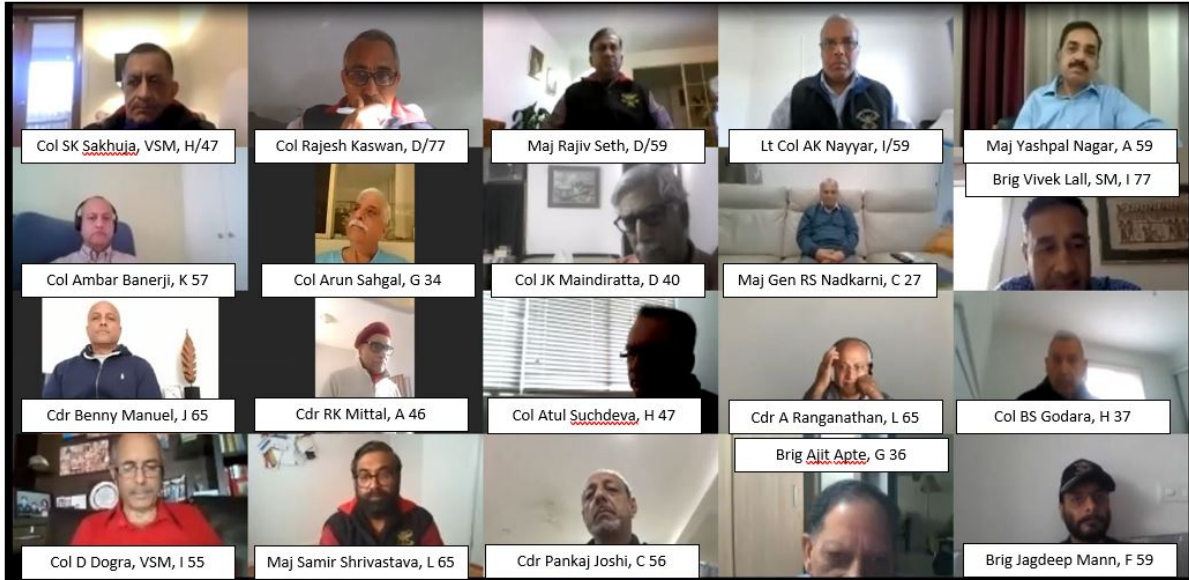 Col SK Sakhuja, VSM, H/47
Col Rajesh Kaswan, D/77
Maj Rajiv Seth, D/59
Lt Col AK Nayyar, I/59
Maj Yashpal Nagar, A 59
Brig Vivek Lall, SM, I 77
Col Ambar Banerji, K 57
Col Arun Sahgal, G 34
Col JK Maindiratta, D 40
Maj Gen RS Nadkarni, C 27
Cdr Benny Manuel, J 65
Cdr RK Mittal, A 46
Col Atul Suchdeva, H 47
Cdr A Ranganathan, L 65
Col BS Godara, H 37
Brig Ajit Apte, G 36
Col D Dogra, VSM, I 55
Maj Samir Shrivastava, L 65
Cdr Pankaj Joshi, C 56
Brig Jagdeep Mann, F 59